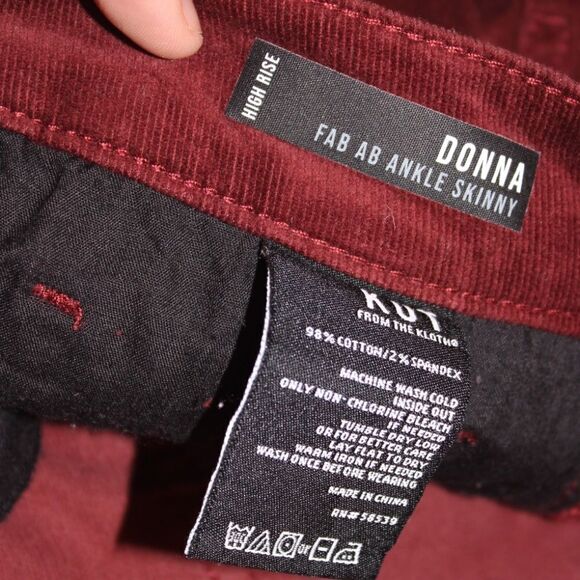 HIGH RISE
DONNA
FAB AB ANKLE SKINNY
KUT
FROM THE KLOTH®
98% COTTON/2% SPANDEX
MACHINE WASH COLD
INSIDE OUT
ONLY NON-CHLORINE BLEACH
IF NEEDED
TUMBLE DRY LOW
OR FOR BETTER CARE
LAY FLAT TO DRY
WARM IRON IF NEEDED
WASH ONCE BEFORE WEARING
MADE IN CHINA
RN# 56539
or